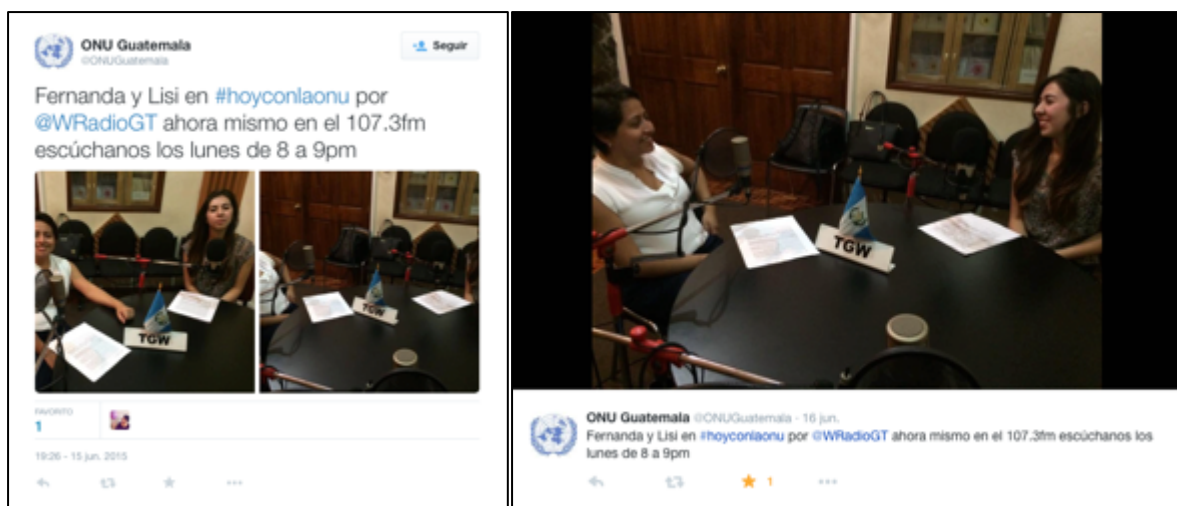 ONU Guatemala
@ONUGuatemala
Seguir
Fernanda y Lisi en #hoyconlaonu por
@WRadioGT ahora mismo en el 107.3fm
escúchanos los lunes de 8 a 9pm
TGW
TGW
FAVORITO
1
19:26 - 15 jun. 2015
TGW
ONU Guatemala @ONUGuatemala - 16 jun.
Fernanda y Lisi en #hoyconlaonu por @WRadioGT ahora mismo en el 107.3fm escúchanos los
lunes de 8 a 9pm
1